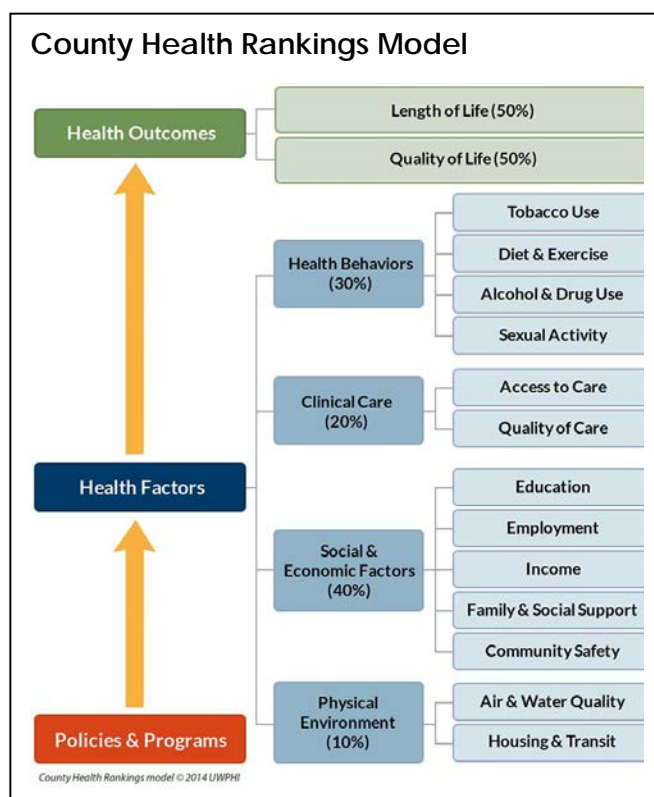 County Health Rankings Model
Health Outcomes
Length of Life (50%)
Quality of Life (50%)
Health Behaviors
(30%)
Tobacco Use
Diet & Exercise
Alcohol & Drug Use
Sexual Activity
Clinical Care
(20%)
Access to Care
Quality of Care
Health Factors
Social &
Economic Factors
(40%)
Education
Employment
Income
Family & Social Support
Community Safety
Physical
Environment
(10%)
Air & Water Quality
Housing & Transit
Policies & Programs
County Health Rankings model © 2014 UWPHI